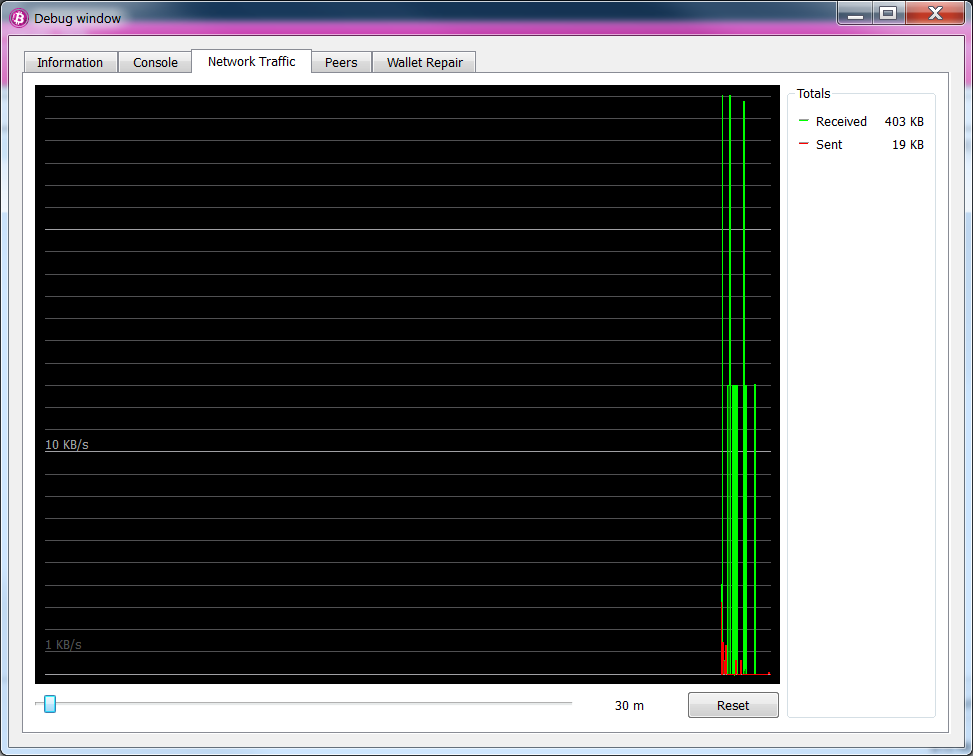 Debug window
Information Console Network Traffic Peers Wallet Repair
Totals
Received 403 KB
Sent 19 KB
10 KB/s
1 KB/s
30 m Reset